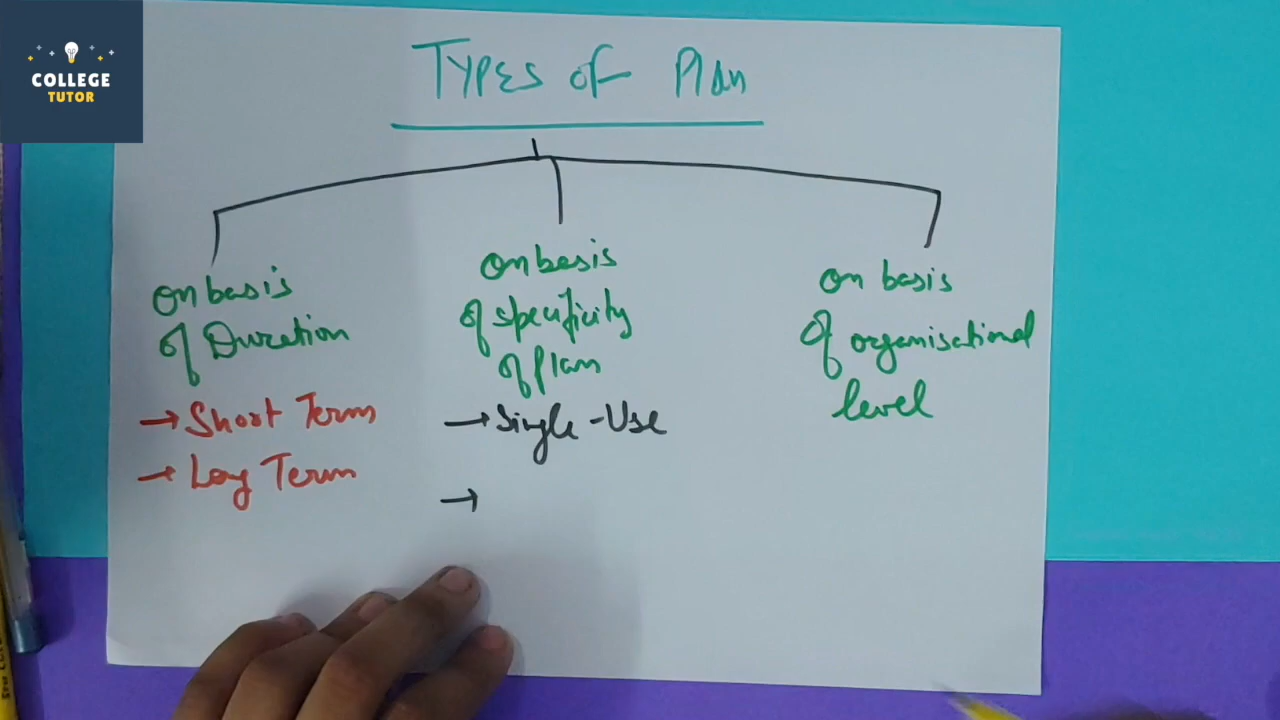 COLLEGE
TUTOR
Types of Plan
On basis
of Duration
→ Short Term
→ Long Term
On basis
of specificity
of Plan
→ Single-Use
→
On basis
of organisational
level